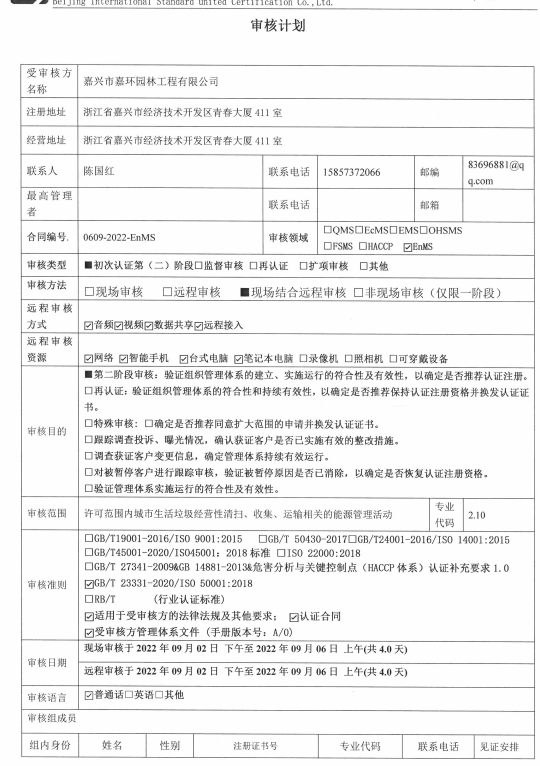 Beijing International Standard united Certification Co.,Ltd.
审核计划
受审核方名称 嘉兴市嘉环园林工程有限公司
注册地址 浙江省嘉兴市经济技术开发区青春大厦 411 室
经营地址 浙江省嘉兴市经济技术开发区青春大厦 411 室
联系人 陈国红 联系电话 15857372066 邮编 83696881@qq.com
最高管理者 联系电话 邮箱
合同编号. 0609-2022-EnMS 审核领域 □QMS□EcMS□EMS□OHSMS
□FSMS □HACCP ☑EnMS
审核类型 ■初次认证第（二）阶段□监督审核 □再认证 □扩项审核 □其他
审核方法 □现场审核 □远程审核 ■现场结合远程审核 □非现场审核（仅限一阶段）
远程审核方式 ☑音频☑视频☑数据共享☑远程接入
远程审核资源 ☑网络 ☑智能手机 ☑台式电脑 ☑笔记本电脑 □录像机 □照相机 □可穿戴设备
审核目的 ■第二阶段审核：验证组织管理体系的建立、实施运行的符合性及有效性，以确定是否推荐认证注册。
□再认证：验证组织管理体系的符合性和持续有效性，以确定是否推荐保持认证注册资格并换发认证证
书。
□特殊审核：□确定是否推荐同意扩大范围的申请并换发认证证书。
□跟踪调查投诉、曝光情况，确认获证客户是否已实施有效的整改措施。
□调查获证客户变更信息，确定管理体系持续有效运行。
□对被暂停客户进行跟踪审核，验证被暂停原因是否已消除，以确定是否恢复认证注册资格。
□验证管理体系实施运行的符合性及有效性。
审核范围 许可范围内城市生活垃圾经营性清扫、收集、运输相关的能源管理活动 专业代码 2.10
审核准则 □GB/T19001-2016/ISO 9001:2015 □GB/T 50430-2017□GB/T24001-2016/ISO 14001:2015
□GB/T45001-2020/ISO45001：2018 标准 □ISO 22000:2018
□GB/T 27341-2009&GB 14881-2013&危害分析与关键控制点（HACCP 体系）认证补充要求 1.0
☑GB/T 23331-2020/ISO 50001:2018
□RB/T （行业认证标准）
☑适用于受审核方的法律法规及其他要求； ☑认证合同
☑受审核方管理体系文件（手册版本号：A/0）
审核日期 现场审核于 2022 年 09 月 02 日 下午至 2022 年 09 月 06 日 上午(共 4.0 天)
远程审核于 2022 年 09 月 02 日 下午至 2022 年 09 月 06 日 上午(共 4.0 天)
审核语言 ☑普通话□英语□其他
审核组成员
组内身份 姓名 性别 注册证书号 专业代码 联系电话 见证安排